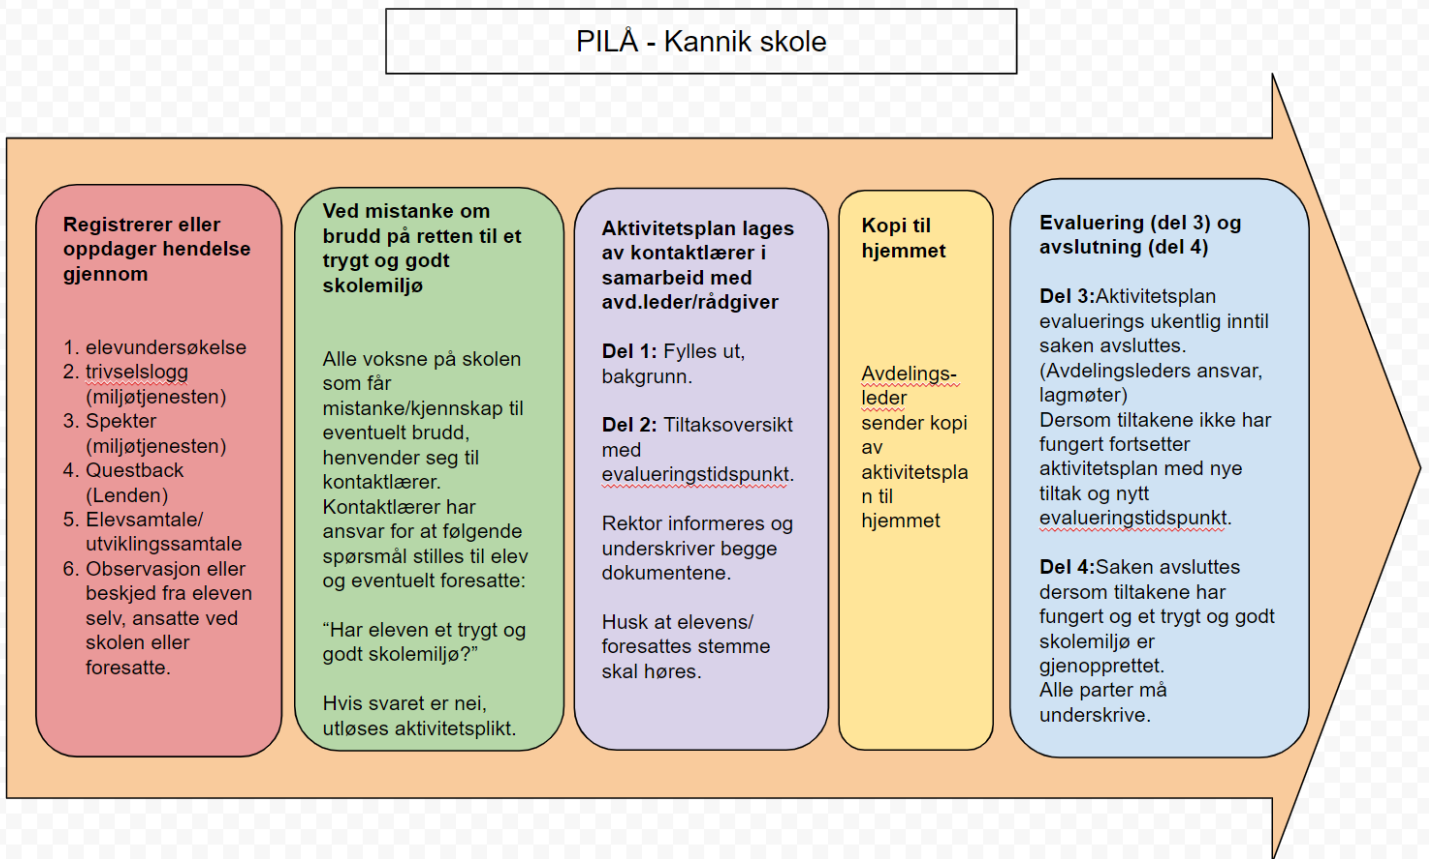 PILÅ - Kannik skole
Registrerer eller
oppdager hendelse
gjennom
1. elevundersøkelse
2. trivselslogg
(miljøtjenesten)
3. Spekter
(miljøtjenesten)
4. Questback
(Lenden)
5. Elevsamtale/
utviklingssamtale
6. Observasjon eller
beskjed fra eleven
selv, ansatte ved
skolen eller
foresatte.
Ved mistanke om
brudd på retten til et
trygt og godt
skolemiljø
Alle voksne på skolen
som får
mistanke/kjennskap til
eventuelt brudd,
henvender seg til
kontaktlærer.
Kontaktlærer har
ansvar for at følgende
spørsmål stilles til elev
og eventuelt foresatte:
“Har eleven et trygt og
godt skolemiljø?”
Hvis svaret er nei,
utløses aktivitetsplikt.
Aktivitetsplan lages
av kontaktlærer i
samarbeid med
avd.leder/rådgiver
Del 1: Fylles ut,
bakgrunn.
Del 2: Tiltaksoversikt
med
evalueringstidspunkt.
Rektor informeres og
underskriver begge
dokumentene.
Husk at elevens/
foresattes stemme
skal høres.
Kopi til
hjemmet
Avdelings-
leder
sender kopi
av
aktivitetspla
n til
hjemmet
Evaluering (del 3) og
avslutning (del 4)
Del 3:Aktivitetsplan
evaluerings ukentlig inntil
saken avsluttes.
(Avdelingsleders ansvar,
lagmøter)
Dersom tiltakene ikke har
fungert fortsetter
aktivitetsplan med nye
tiltak og nytt
evalueringstidspunkt.
Del 4:Saken avsluttes
dersom tiltakene har
fungert og et trygt og godt
skolemiljø er
gjenopprettet.
Alle parter må
underskrive.